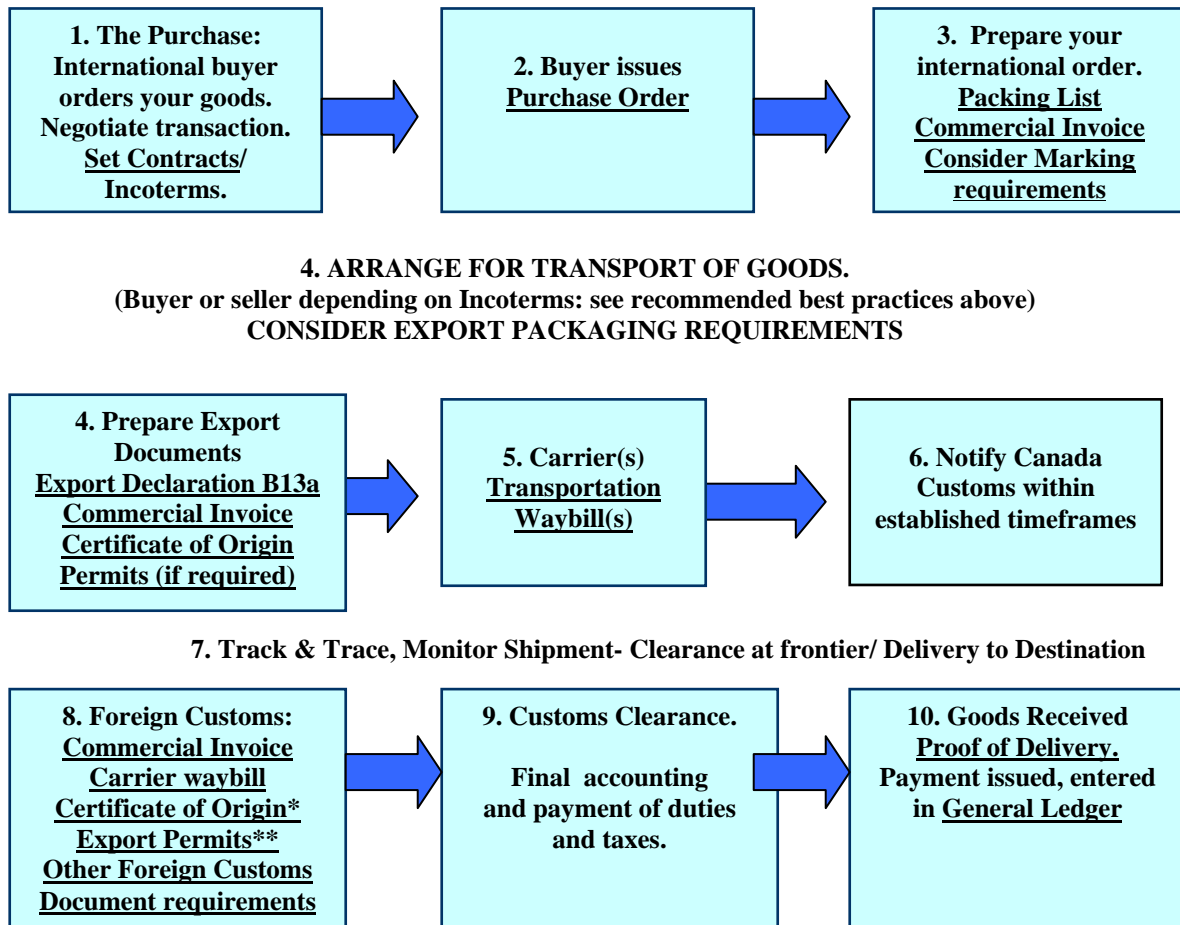 1. The Purchase:
International buyer
orders your goods.
Negotiate transaction.
Set Contracts/
Incoterms.
2. Buyer issues
Purchase Order
3. Prepare your
international order.
Packing List
Commercial Invoice
Consider Marking
requirements
4. ARRANGE FOR TRANSPORT OF GOODS.
(Buyer or seller depending on Incoterms: see recommended best practices above)
CONSIDER EXPORT PACKAGING REQUIREMENTS
4. Prepare Export
Documents
Export Declaration B13a
Commercial Invoice
Certificate of Origin
Permits (if required)
5. Carrier(s)
Transportation
Waybill(s)
6. Notify Canada
Customs within
established timeframes
7. Track & Trace, Monitor Shipment- Clearance at frontier/ Delivery to Destination
8. Foreign Customs:
Commercial Invoice
Carrier waybill
Certificate of Origin*
Export Permits**
Other Foreign Customs
Document requirements
9. Customs Clearance.
Final accounting
and payment of duties
and taxes.
10. Goods Received
Proof of Delivery.
Payment issued, entered
in General Ledger